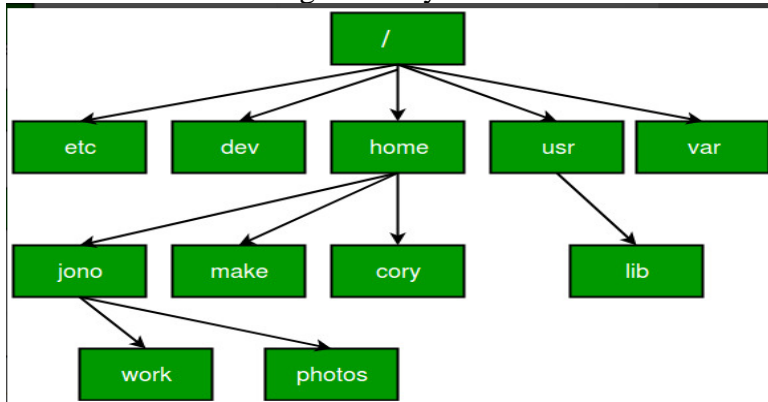 /
etc dev home usr var
jono make cory lib
work photos